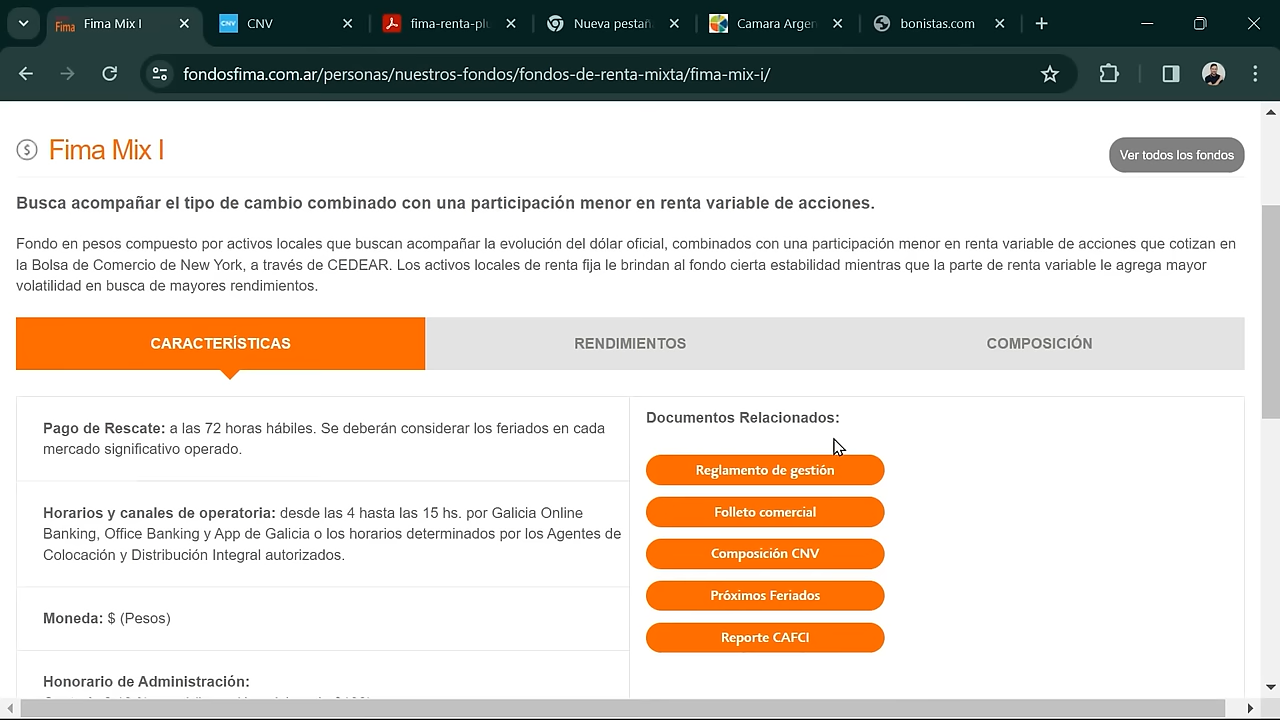 Fima Mix I
CNV
CNV
fima-renta-plu
Nueva pestañ
Camara Argen
bonistas.com
fondosfima.com.ar/personas/nuestros-fondos/fondos-de-renta-mixta/fima-mix-i/
$ Fima Mix I
Ver todos los fondos
Busca acompañar el tipo de cambio combinado con una participación menor en renta variable de acciones.
Fondo en pesos compuesto por activos locales que buscan acompañar la evolución del dólar oficial, combinados con una participación menor en renta variable de acciones que cotizan en
la Bolsa de Comercio de New York, a través de CEDEAR. Los activos locales de renta fija le brindan al fondo cierta estabilidad mientras que la parte de renta variable le agrega mayor
volatilidad en busca de mayores rendimientos.
CARACTERÍSTICAS
RENDIMIENTOS
COMPOSICIÓN
Pago de Rescate: a las 72 horas hábiles. Se deberán considerar los feriados en cada
mercado significativo operado.
Horarios y canales de operatoria: desde las 4 hasta las 15 hs. por Galicia Online
Banking, Office Banking y App de Galicia o los horarios determinados por los Agentes de
Colocación y Distribución Integral autorizados.
Moneda: $ (Pesos)
Honorario de Administración:
Documentos Relacionados:
Reglamento de gestión
Folleto comercial
Composición CNV
Próximos Feriados
Reporte CAFCI